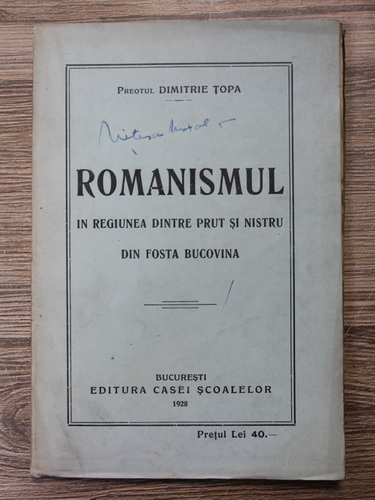 PREOTUL DIMITRIE ȚOPA
ROMANISMUL
IN REGIUNEA DINTRE PRUT ȘI NISTRU
DIN FOSTA BUCOVINA
BUCUREȘTI
EDITURA CASEI ȘCOALELOR
1928
Prețul Lei 40.—